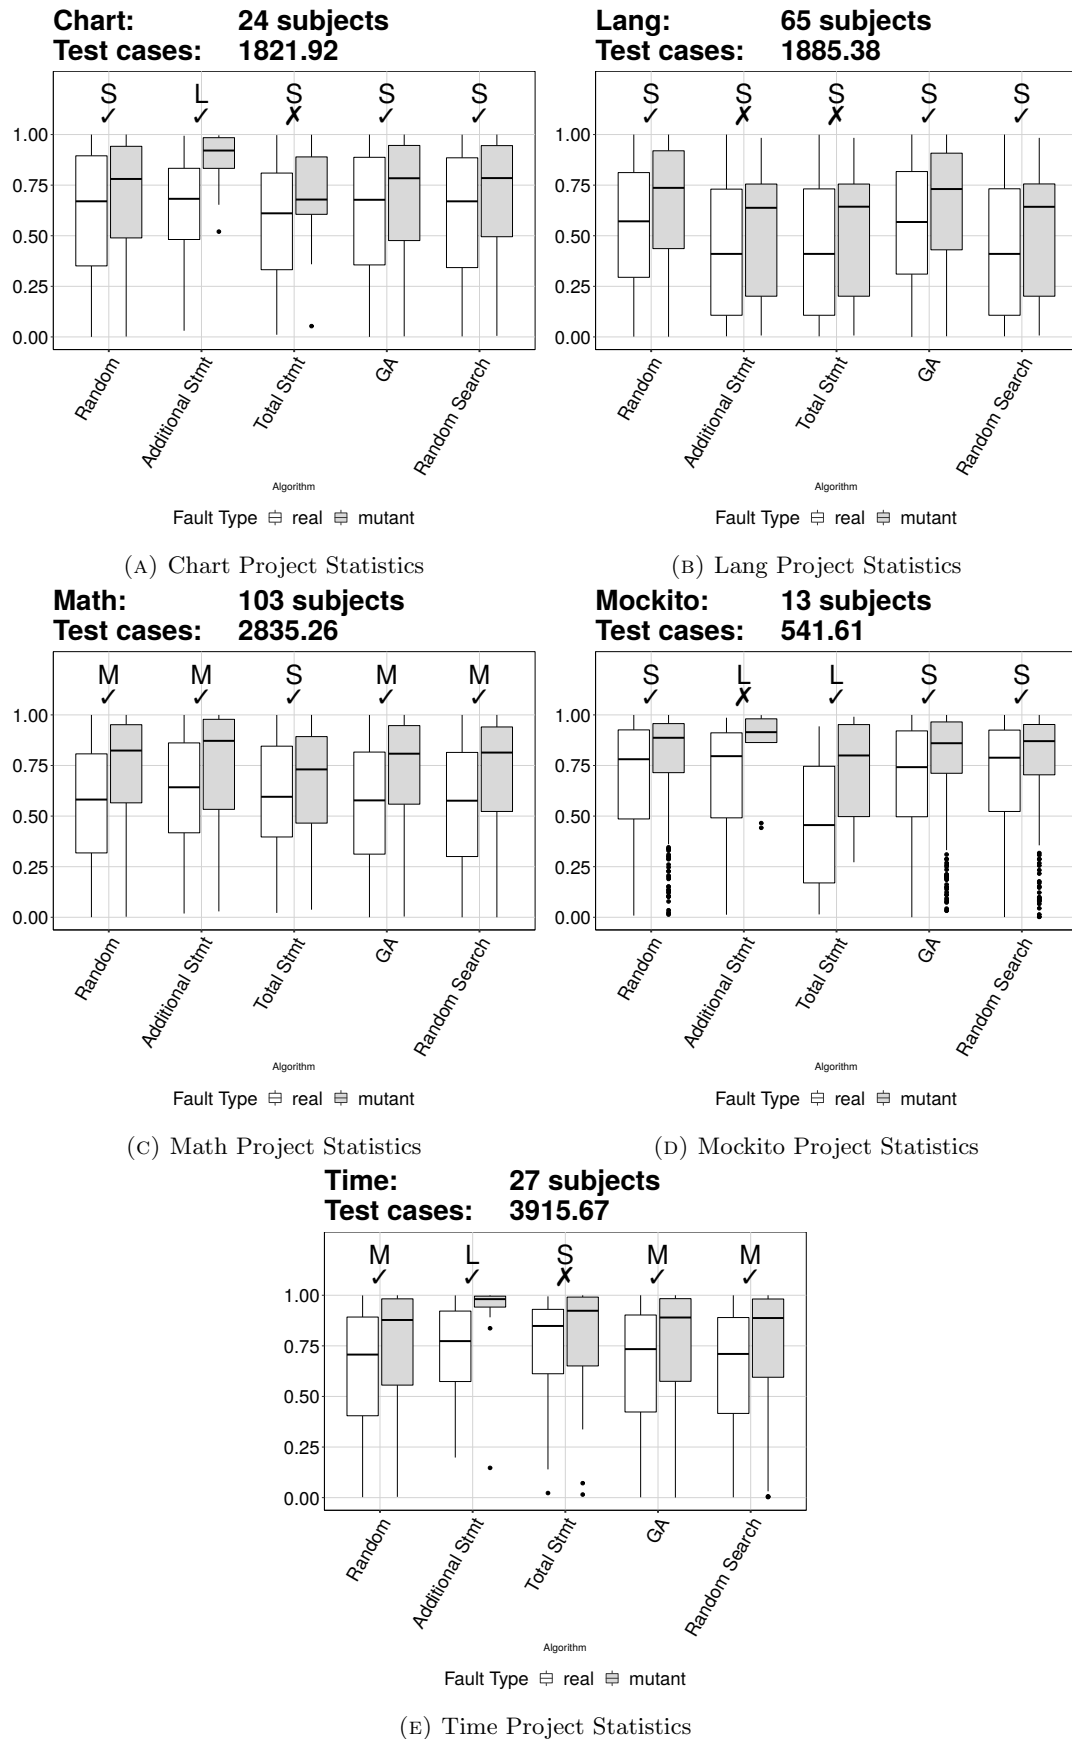 Chart: 24 subjects
Test cases: 1821.92
S L S S S
✓ ✓ ✗ ✓ ✓
1.00
0.75
0.50
0.25
0.00
Random
Additional Stmt
Total Stmt
GA
Random Search
Algorithm
Fault Type real mutant
(A) Chart Project Statistics
Lang: 65 subjects
Test cases: 1885.38
S S S S S
✓ ✗ ✗ ✓ ✓
1.00
0.75
0.50
0.25
0.00
Random
Additional Stmt
Total Stmt
GA
Random Search
Algorithm
Fault Type real mutant
(B) Lang Project Statistics
Math: 103 subjects
Test cases: 2835.26
M M S M M
✓ ✓ ✓ ✓ ✓
1.00
0.75
0.50
0.25
0.00
Random
Additional Stmt
Total Stmt
GA
Random Search
Algorithm
Fault Type real mutant
(C) Math Project Statistics
Mockito: 13 subjects
Test cases: 541.61
S L L S S
✓ ✗ ✓ ✓ ✓
1.00
0.75
0.50
0.25
0.00
Random
Additional Stmt
Total Stmt
GA
Random Search
Algorithm
Fault Type real mutant
(D) Mockito Project Statistics
Time: 27 subjects
Test cases: 3915.67
M L S M M
✓ ✓ ✗ ✓ ✓
1.00
0.75
0.50
0.25
0.00
Random
Additional Stmt
Total Stmt
GA
Random Search
Algorithm
Fault Type real mutant
(E) Time Project Statistics